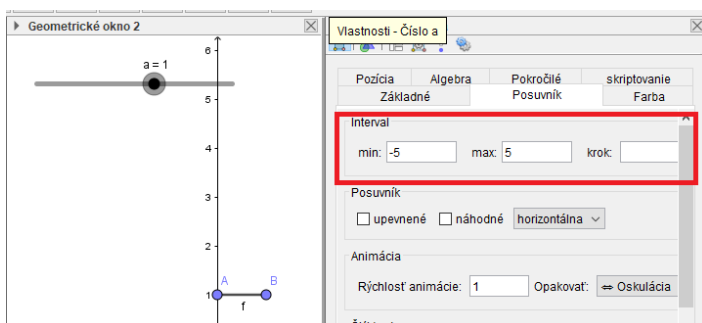 Geometrické okno 2
a = 1
6
5
4
3
2
1
A
B
f
Vlastnosti - Číslo a
Pozícia Algebra Pokročilé skriptovanie
Základné Posuvník Farba
Interval
min: -5 max: 5 krok:
Posuvník
upevnené náhodné horizontálna
Animácia
Rýchlosť animácie: 1 Opakovať: ⇔ Oskulácia